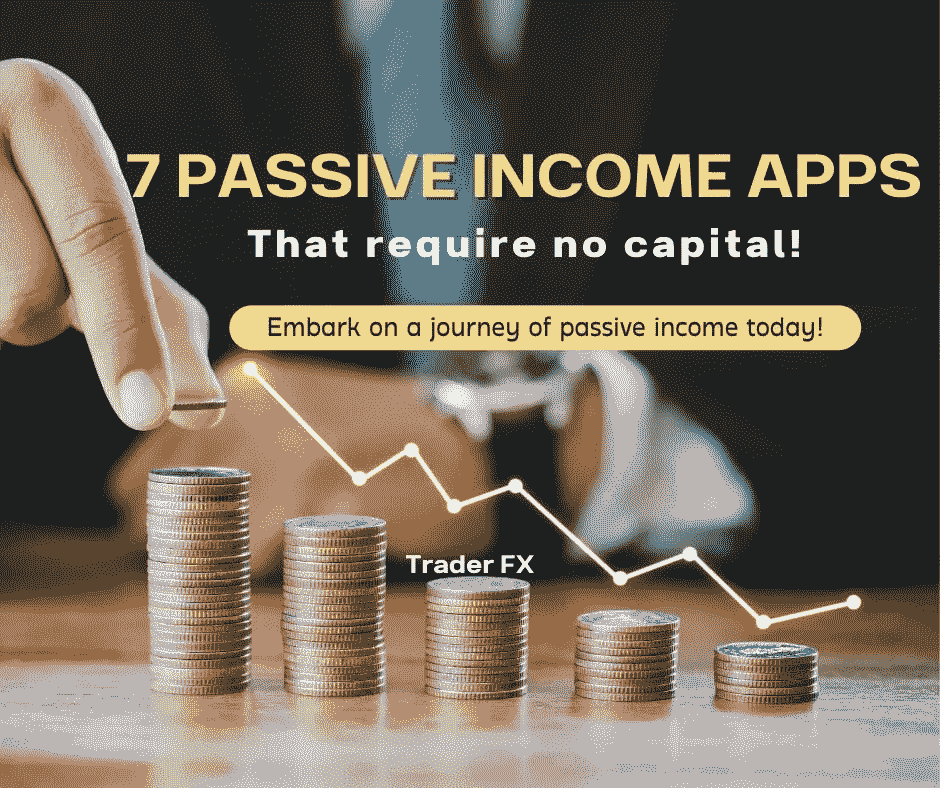 7 PASSIVE INCOME APPS
That require no capital!
Embark on a journey of passive income today!
Trader FX